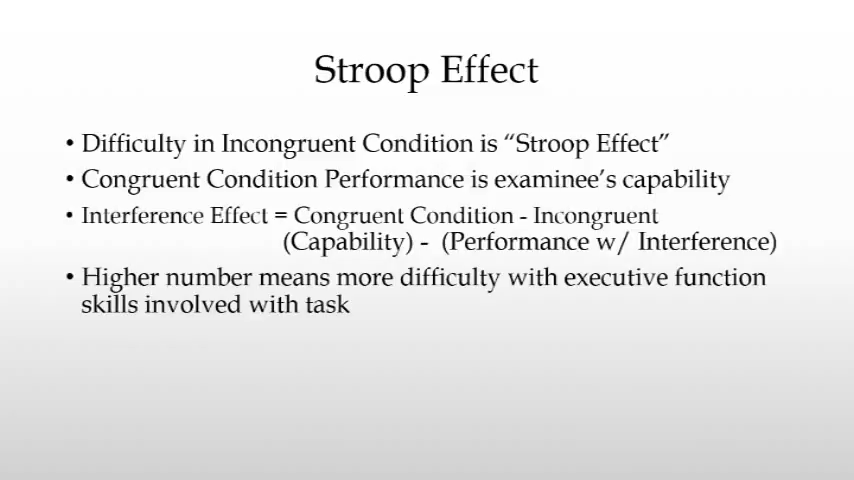 Stroop Effect
• Difficulty in Incongruent Condition is “Stroop Effect”
• Congruent Condition Performance is examinee’s capability
• Interference Effect = Congruent Condition - Incongruent
(Capability) - (Performance w/ Interference)
• Higher number means more difficulty with executive function
skills involved with task